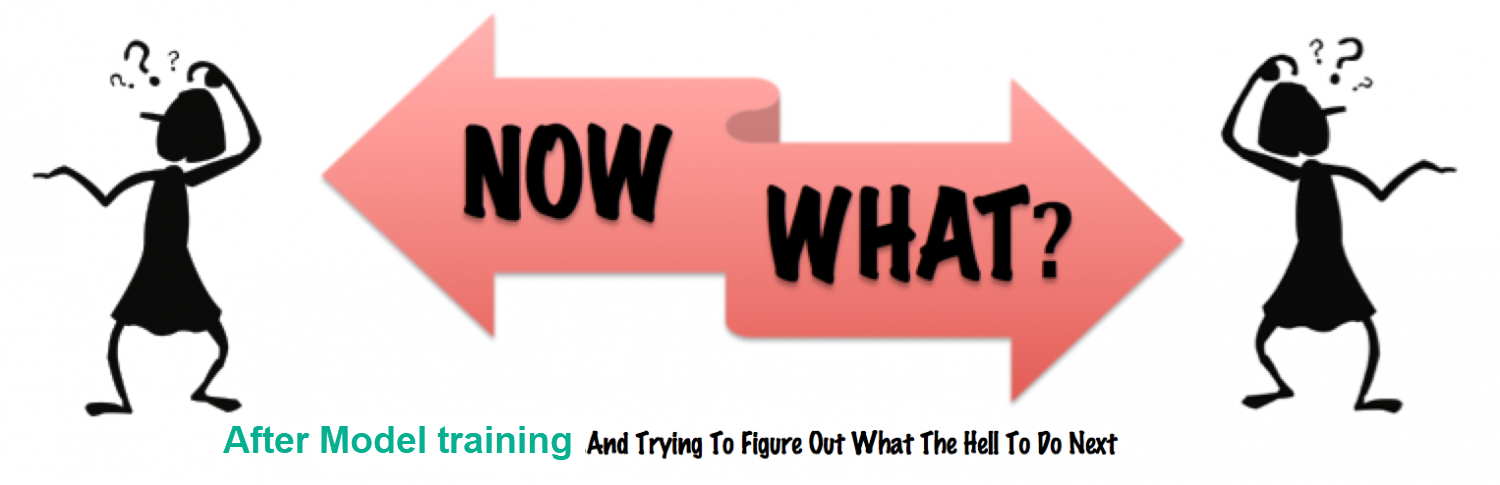 NOW
WHAT?
After Model training And Trying To Figure Out What The Hell To Do Next